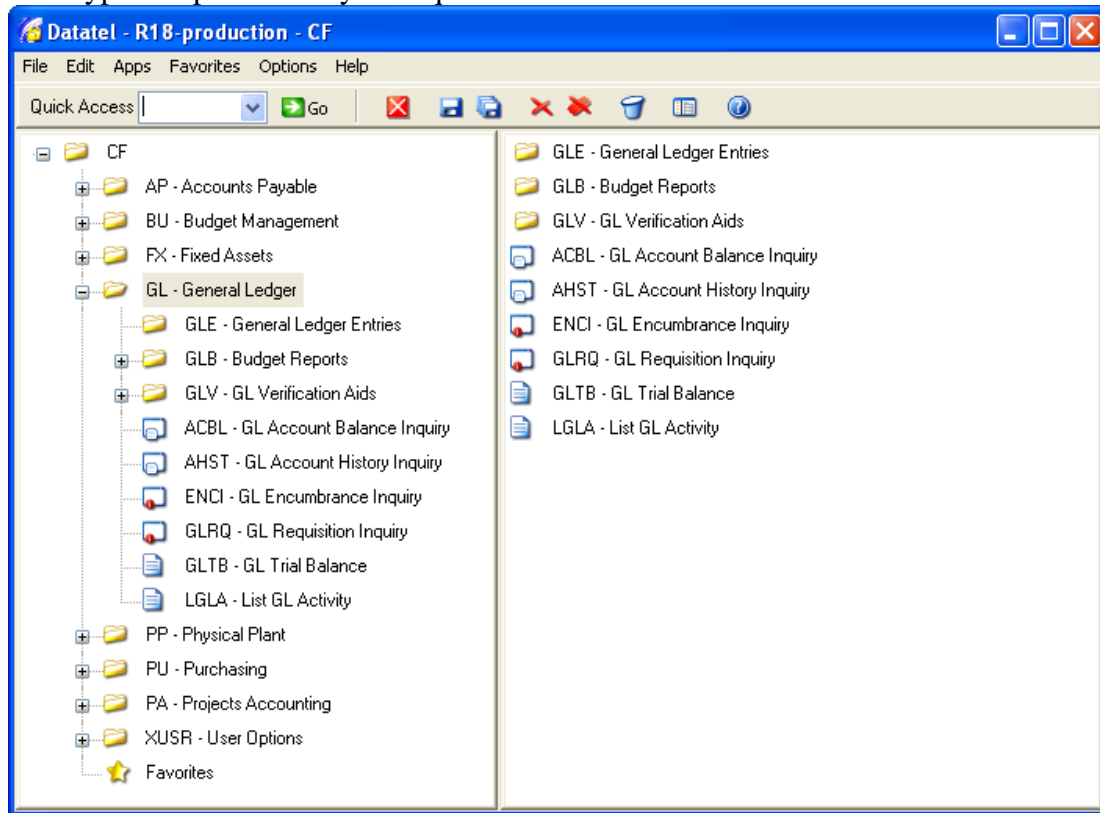 Datatel - R18-production - CF
File Edit Apps Favorites Options Help
Quick Access Go
CF
AP - Accounts Payable
BU - Budget Management
FX - Fixed Assets
GL - General Ledger
GLE - General Ledger Entries
GLB - Budget Reports
GLV - GL Verification Aids
ACBL - GL Account Balance Inquiry
AHST - GL Account History Inquiry
ENCI - GL Encumbrance Inquiry
GLRQ - GL Requisition Inquiry
GLTB - GL Trial Balance
LGLA - List GL Activity
PP - Physical Plant
PU - Purchasing
PA - Projects Accounting
XUSR - User Options
Favorites
GLE - General Ledger Entries
GLB - Budget Reports
GLV - GL Verification Aids
ACBL - GL Account Balance Inquiry
AHST - GL Account History Inquiry
ENCI - GL Encumbrance Inquiry
GLRQ - GL Requisition Inquiry
GLTB - GL Trial Balance
LGLA - List GL Activity